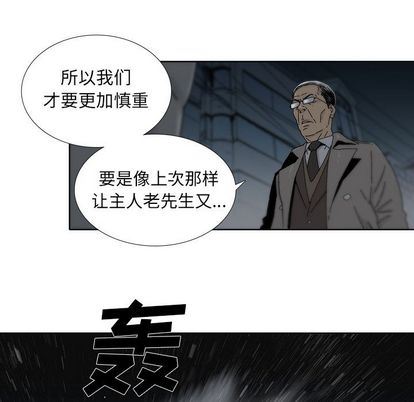 所以我们
才要更加慎重
要是像上次那样
让主人老先生又...
轰